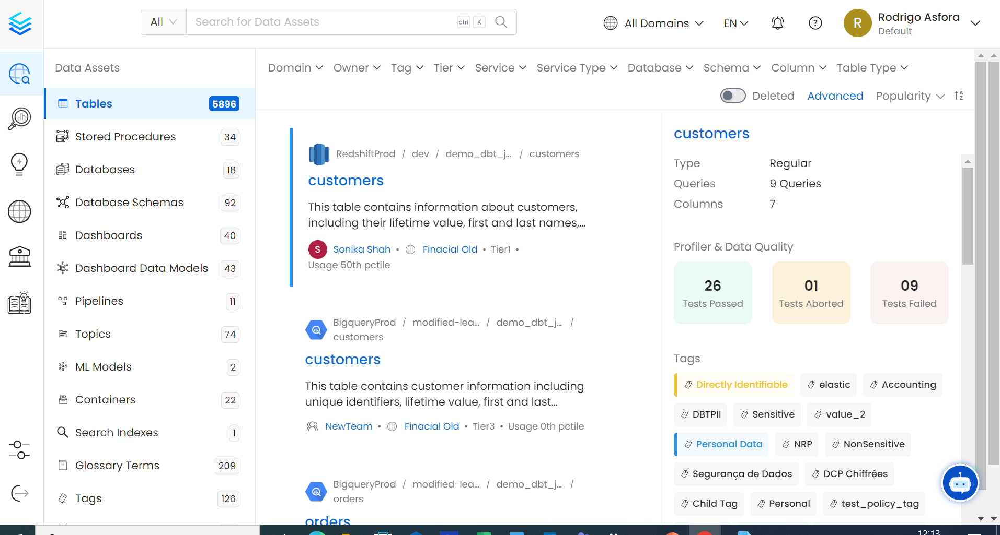 All
Search for Data Assets
ctrl K
All Domains
EN
R
Rodrigo Asfora
Default
Data Assets
Tables 5896
Stored Procedures 34
Databases 18
Database Schemas 92
Dashboards 40
Dashboard Data Models 43
Pipelines 11
Topics 74
ML Models 2
Containers 22
Search Indexes 1
Glossary Terms 209
Tags 126
Domain Owner Tag Tier Service Service Type Database Schema Column Table Type
Deleted Advanced Popularity
RedshiftProd / dev / demo_dbt_j... / customers
customers
This table contains information about customers,
including their lifetime value, first and last names,...
S Sonika Shah • Finacial Old • Tier1 •
Usage 50th pctile
BigqueryProd / modified-lea... / demo_dbt_j... /
customers
customers
This table contains customer information including
unique identifiers, lifetime value, first and last...
NewTeam • Finacial Old • Tier3 • Usage 0th pctile
BigqueryProd / modified-lea... / demo_dbt_j... /
orders
orders
customers
Type Regular
Queries 9 Queries
Columns 7
Profiler & Data Quality
26
Tests Passed
01
Tests Aborted
09
Tests Failed
Tags
Directly Identifiable elastic Accounting
DBTPII Sensitive value_2
Personal Data NRP NonSensitive
Segurança de Dados DCP Chiffrées
Child Tag Personal test_policy_tag
12:13